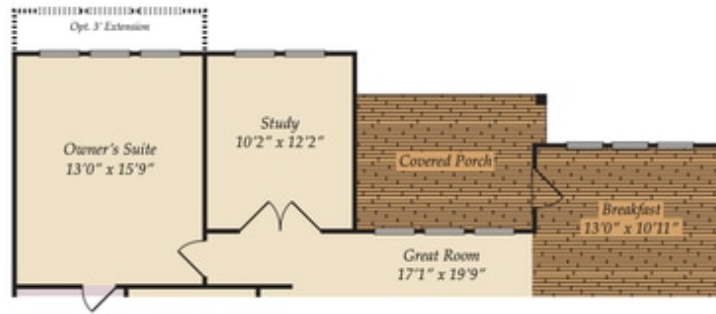 Opt. 3' Extension
Owner's Suite
13'0" x 15'9"
Study
10'2" x 12'2"
Covered Porch
Breakfast
13'0" x 10'11"
Great Room
17'1" x 19'9"